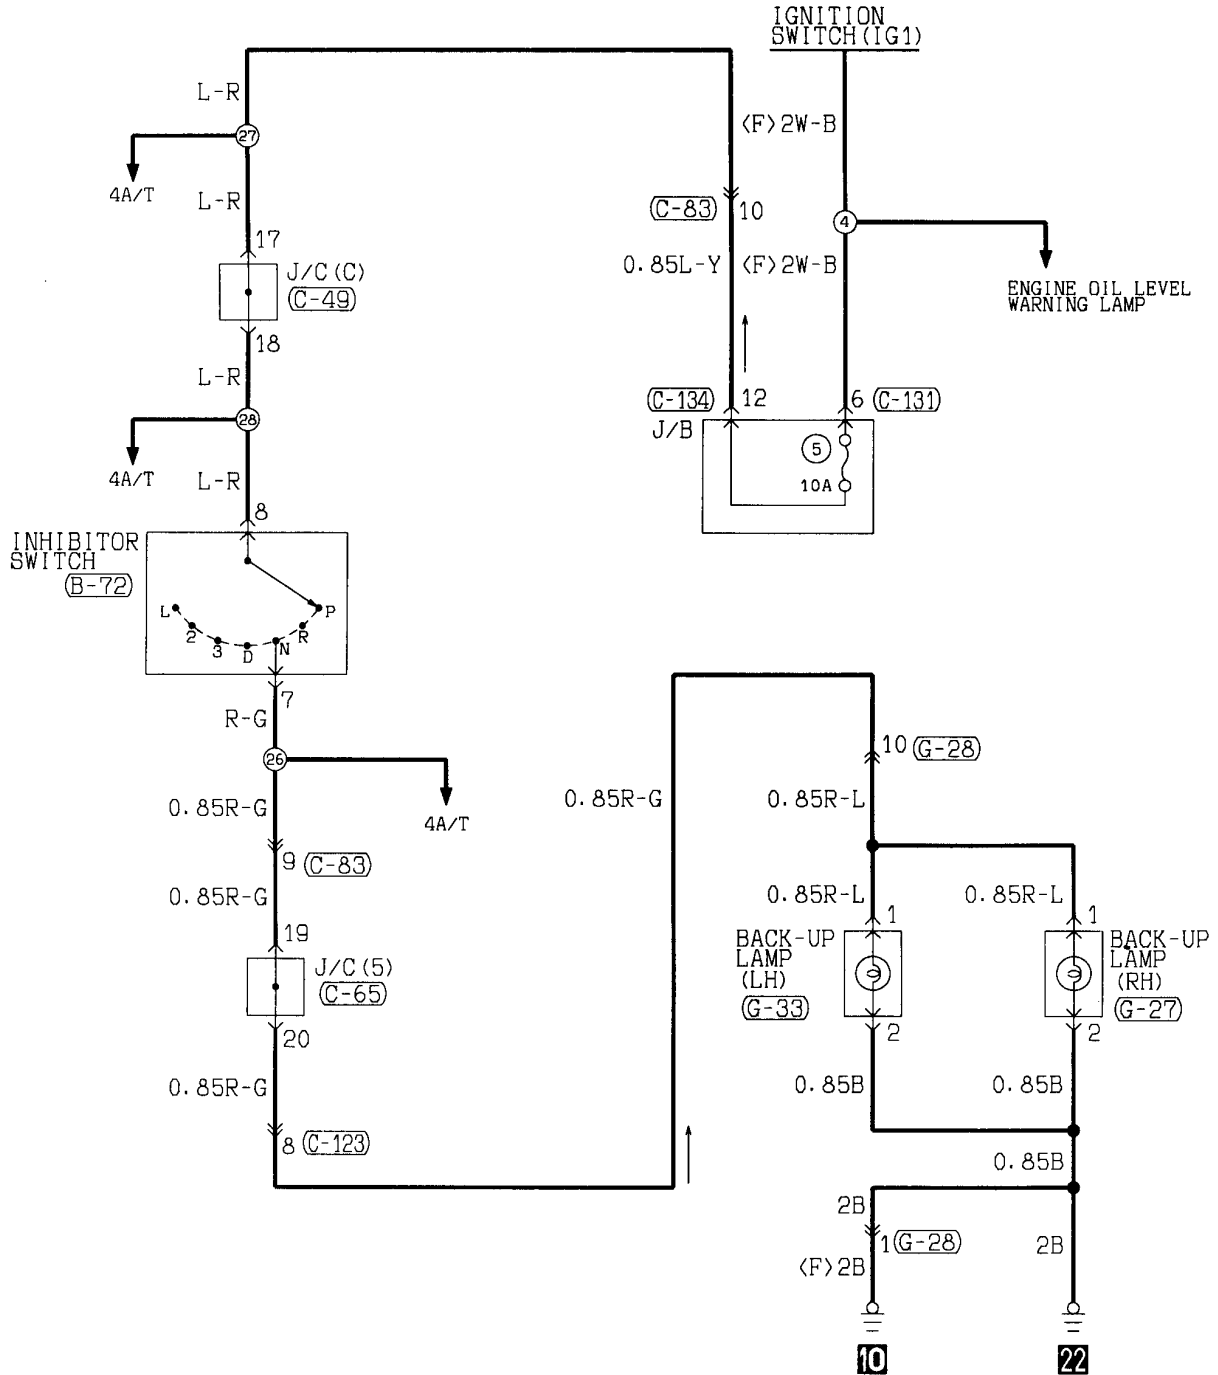 IGNITION
SWITCH(IG1)
L-R
27
4A/T
L-R
17
J/C(C)
C-49
18
L-R
28
4A/T
L-R
8
INHIBITOR
SWITCH
B-72
L
2
3
D
N
R
P
7
R-G
26
4A/T
0.85R-G
9
C-83
0.85R-G
19
J/C(5)
C-65
20
0.85R-G
8
C-123
<F>2W-B
C-83
10
4
0.85L-Y
<F>2W-B
ENGINE OIL LEVEL
WARNING LAMP
C-134
12
6
C-131
J/B
5
10A
0.85R-G
10
G-28
0.85R-L
0.85R-L
0.85R-L
1
1
BACK-UP
LAMP
(LH)
G-33
BACK-UP
LAMP
(RH)
G-27
2
2
0.85B
0.85B
0.85B
2B
1
G-28
2B
<F>2B
10
22